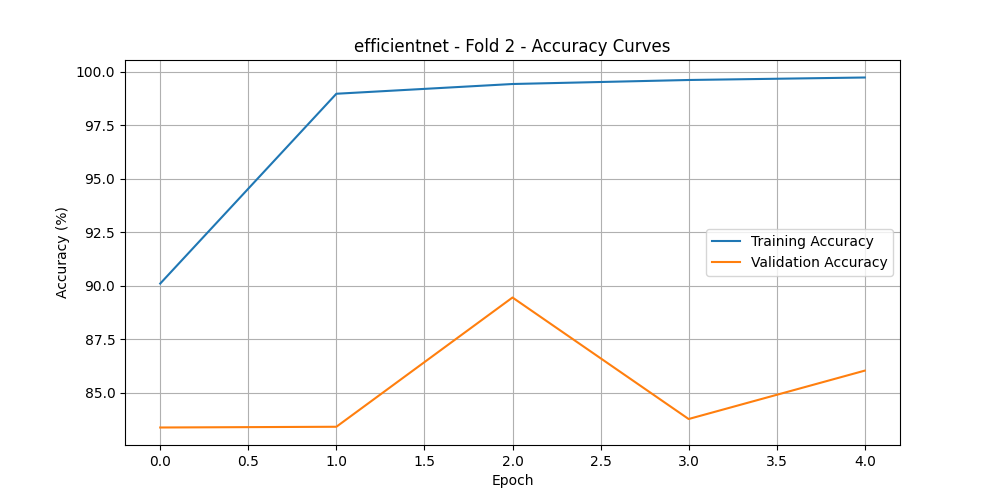 efficientnet - Fold 2 - Accuracy Curves
100.0
97.5
95.0
92.5
90.0
87.5
85.0
Accuracy (%)
Training Accuracy
Validation Accuracy
0.0 0.5 1.0 1.5 2.0 2.5 3.0 3.5 4.0
Epoch